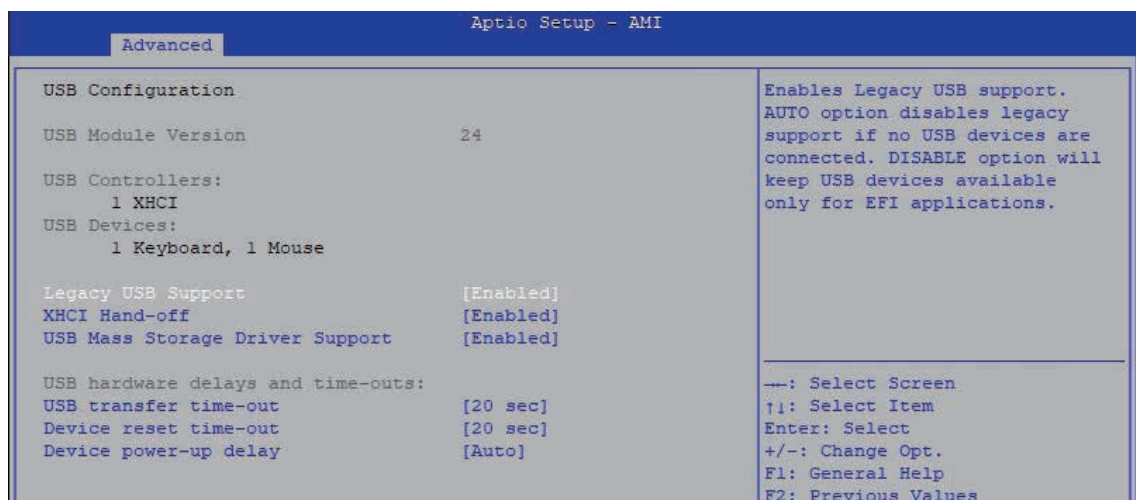 Aptio Setup - AMI
Advanced
USB Configuration
USB Module Version 24
USB Controllers:
1 XHCI
USB Devices:
1 Keyboard, 1 Mouse
Legacy USB Support [Enabled]
XHCI Hand-off [Enabled]
USB Mass Storage Driver Support [Enabled]
USB hardware delays and time-outs:
USB transfer time-out [20 sec]
Device reset time-out [20 sec]
Device power-up delay [Auto]
Enables Legacy USB support.
AUTO option disables legacy
support if no USB devices are
connected. DISABLE option will
keep USB devices available
only for EFI applications.
→←: Select Screen
↑↓: Select Item
Enter: Select
+/-: Change Opt.
F1: General Help
F2: Previous Values